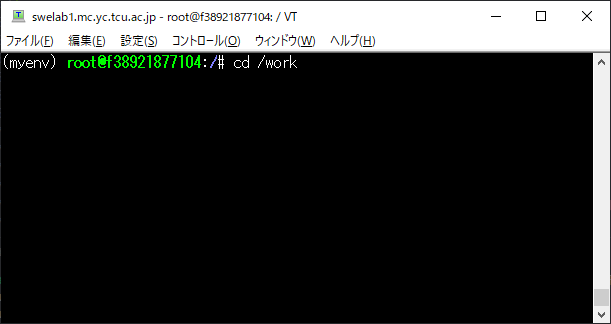 swelab1.mc.yc.tcu.ac.jp - root@f38921877104: / VT
ファイル(F) 編集(E) 設定(S) コントロール(O) ウィンドウ(W) ヘルプ(H)
(myenv) root@f38921877104:/# cd /work